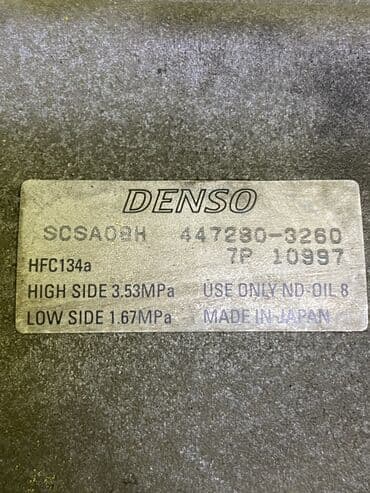 DENSO
SCSA08H 447280-3260
7P 10997
HFC134a
HIGH SIDE 3.53MPa USE ONLY ND-OIL 8
LOW SIDE 1.67MPa MADE IN JAPAN